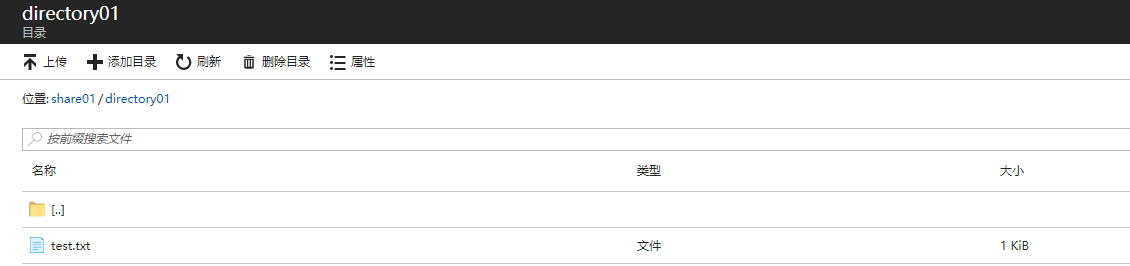 directory01
目录
上传 添加目录 刷新 删除目录 属性
位置: share01 / directory01
按前缀搜索文件
名称 类型 大小
[..]
test.txt 文件 1 KiB